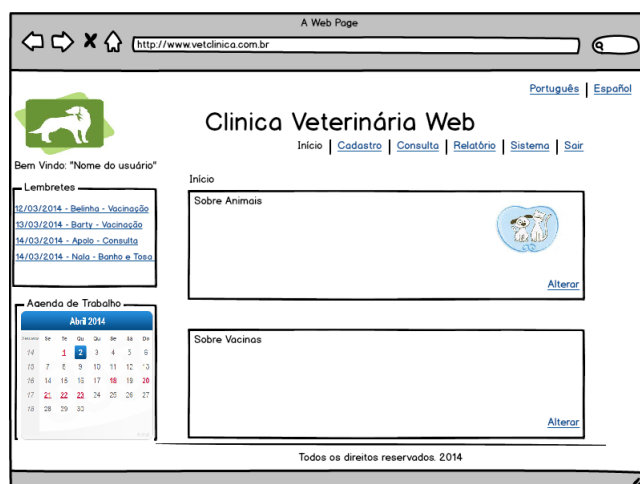 A Web Page
http://www.vetclinica.com.br
Português | Español
Clinica Veterinária Web
Início | Cadastro | Consulta | Relatório | Sistema | Sair
Bem Vindo: "Nome do usuário"
Lembretes
12/03/2014 - Belinha - Vacinação
13/03/2014 - Barty - Vacinação
14/03/2014 - Apolo - Consulta
14/03/2014 - Nala - Banho e Tosa
Início
Sobre Animais
Alterar
Agenda de Trabalho
Abril 2014
Se Te Qu Qu Se Sa Do
14 1 2 3 4 5 6
15 7 8 9 10 11 12 13
16 14 15 16 17 18 19 20
17 21 22 23 24 25 26 27
18 28 29 30
Sobre Vacinas
Alterar
Todos os direitos reservados. 2014